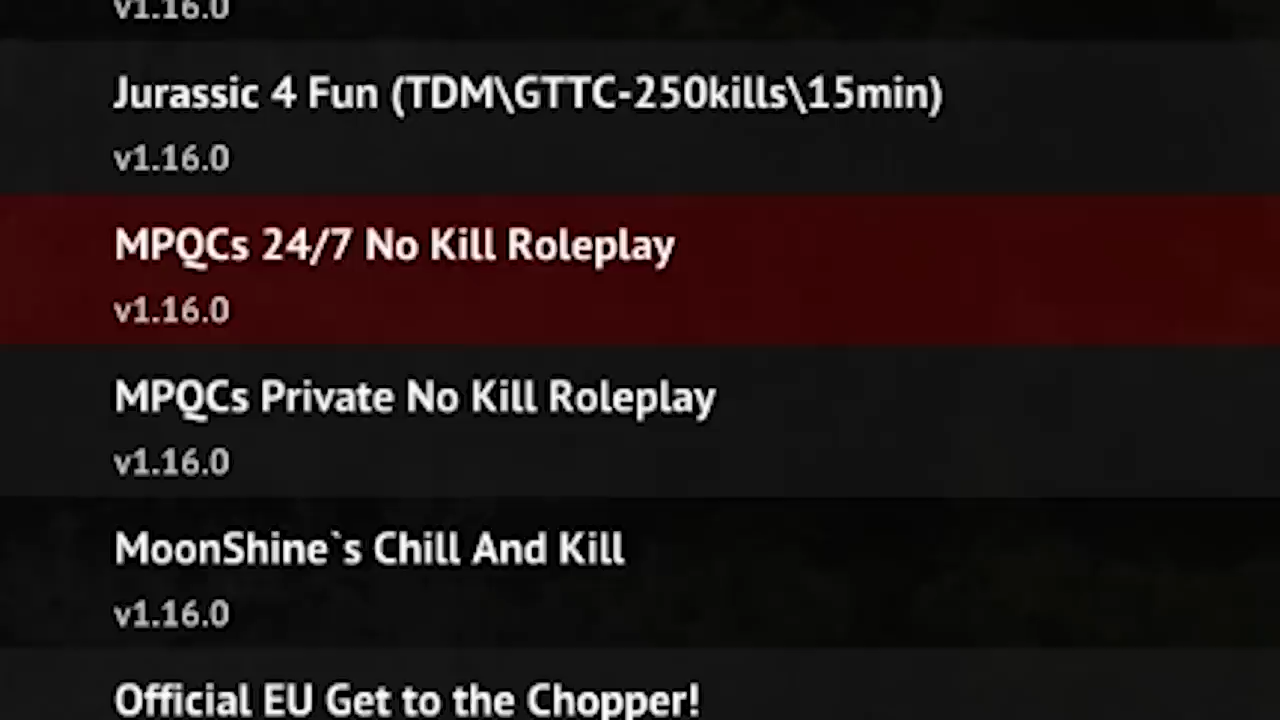 v1.16.0
Jurassic 4 Fun (TDM\GTTC-250kills\15min)
v1.16.0
MPQCs 24/7 No Kill Roleplay
v1.16.0
MPQCs Private No Kill Roleplay
v1.16.0
MoonShine`s Chill And Kill
v1.16.0
Official EU Get to the Chopper!